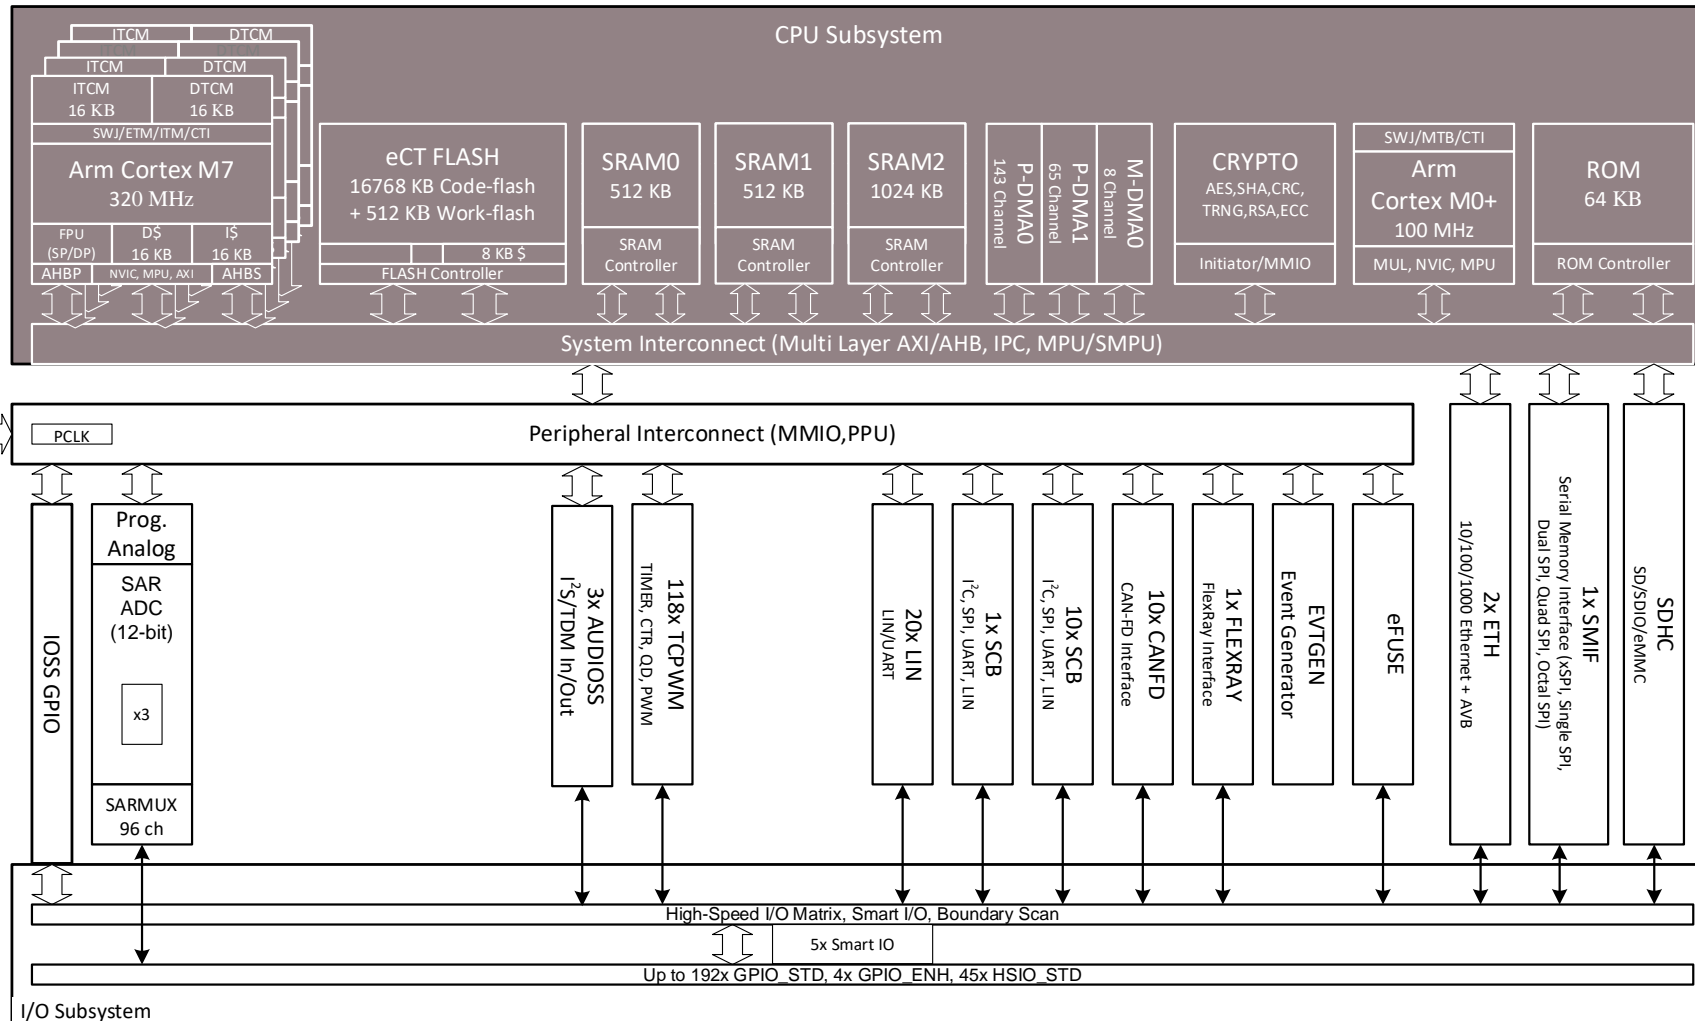 CPU Subsystem
ITCM
DTCM
ITCM
DTCM
ITCM
DTCM
ITCM
16 KB
DTCM
16 KB
SWJ/ETM/ITM/CTI
Arm Cortex M7
320 MHz
FPU
(SP/DP)
D$
16 KB
I$
16 KB
AHBP
NVIC, MPU, AXI
AHBS
eCT FLASH
16768 KB Code-flash
+ 512 KB Work-flash
8 KB $
FLASH Controller
SRAM0
512 KB
SRAM
Controller
SRAM1
512 KB
SRAM
Controller
SRAM2
1024 KB
SRAM
Controller
P-DMA0
143 Channel
P-DMA1
65 Channel
M-DMA0
8 Channel
CRYPTO
AES,SHA,CRC,
TRNG,RSA,ECC
Initiator/MMIO
SWJ/MTB/CTI
Arm
Cortex M0+
100 MHz
MUL, NVIC, MPU
ROM
64 KB
ROM Controller
System Interconnect (Multi Layer AXI/AHB, IPC, MPU/SMPU)
PCLK
Peripheral Interconnect (MMIO,PPU)
IOSS GPIO
Prog.
Analog
SAR
ADC
(12-bit)
x3
SARMUX
96 ch
3x AUDIOSS
I²S/TDM In/Out
118x TCPWM
TIMER, CTR, QD, PWM
20x LIN
LIN/UART
1x SCB
I²C, SPI, UART, LIN
10x SCB
I²C, SPI, UART, LIN
10x CANFD
CAN-FD Interface
1x FLEXRAY
FlexRay Interface
EVTGEN
Event Generator
eFUSE
2x ETH
10/100/1000 Ethernet + AVB
1x SMIF
Serial Memory Interface (xSPI, Single SPI,
Dual SPI, Quad SPI, Octal SPI)
SDHC
SD/SDIO/eMMC
High-Speed I/O Matrix, Smart I/O, Boundary Scan
5x Smart IO
Up to 192x GPIO_STD, 4x GPIO_ENH, 45x HSIO_STD
I/O Subsystem